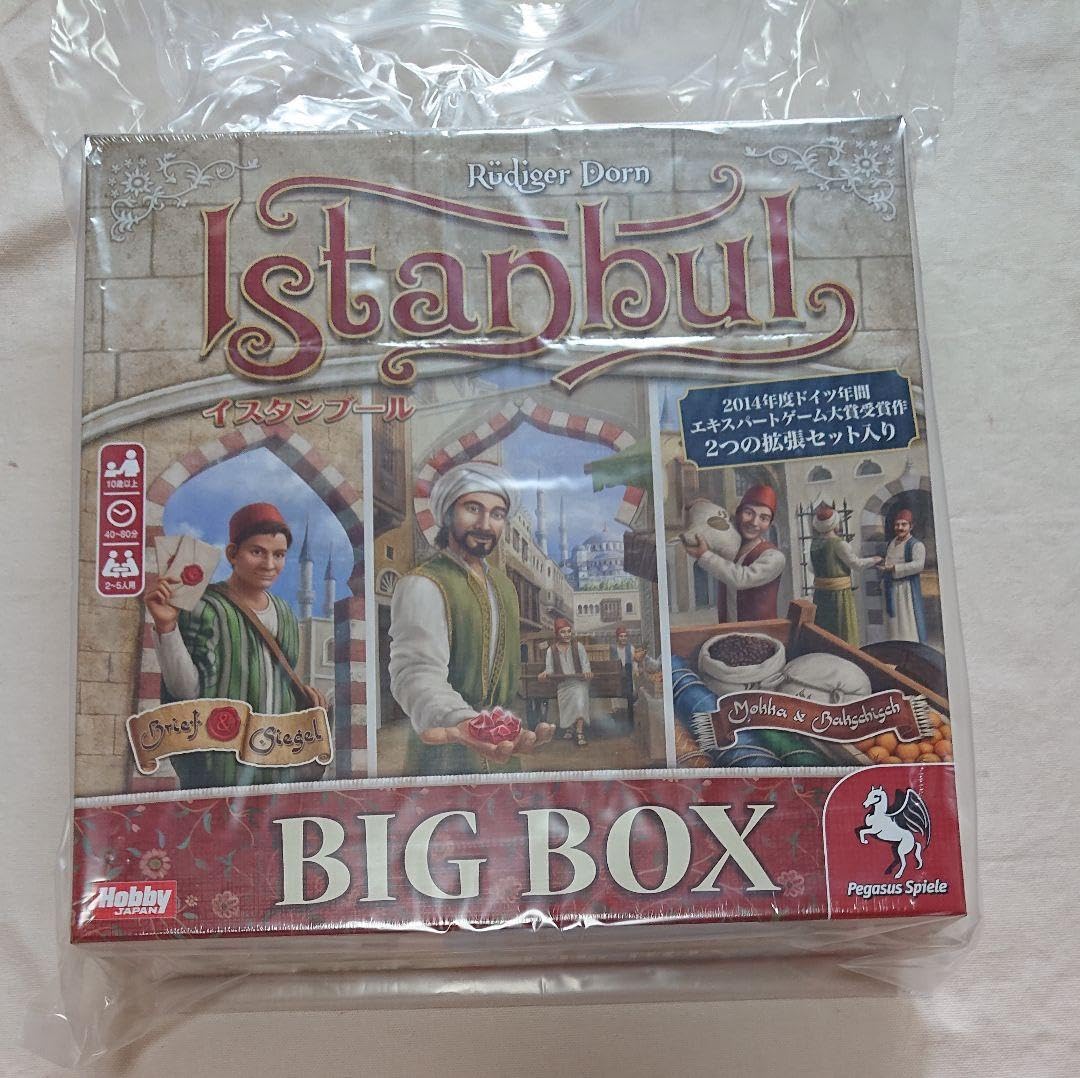 Rüdiger Dorn
Istanbul
イスタンブール
2014年度ドイツ年間
エキスパートゲーム大賞受賞作
2つの拡張セット入り
10歳以上
40~80分
2~5人用
Brief & Siegel
Mokka & Bakschisch
BIG BOX
Hobby
JAPAN
Pegasus Spiele